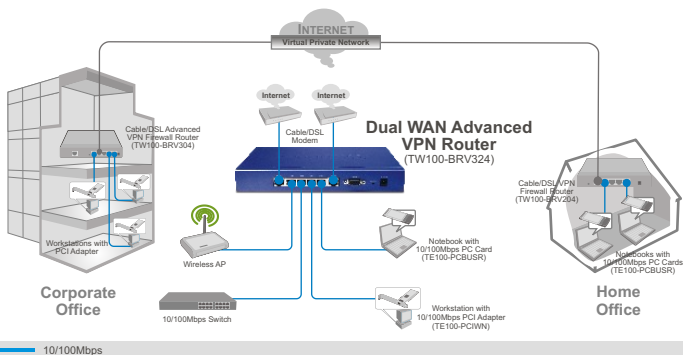 INTERNET
Virtual Private Network
Internet
Internet
Cable/DSL
Modem
Dual WAN Advanced
VPN Router
(TW100-BRV324)
Cable/DSL Advanced
VPN Firewall Router
(TW100-BRV304)
Workstations with
PCI Adapter
Corporate
Office
Wireless AP
10/100Mbps Switch
Notebook with
10/100Mbps PC Card
(TE100-PCBUSR)
Workstation with
10/100Mbps PCI Adapter
(TE100-PCIWN)
Cable/DSL VPN
Firewall Router
(TW100-BRV204)
Notebooks with
10/100Mbps PC Cards
(TE100-PCBUSR)
Home
Office
10/100Mbps